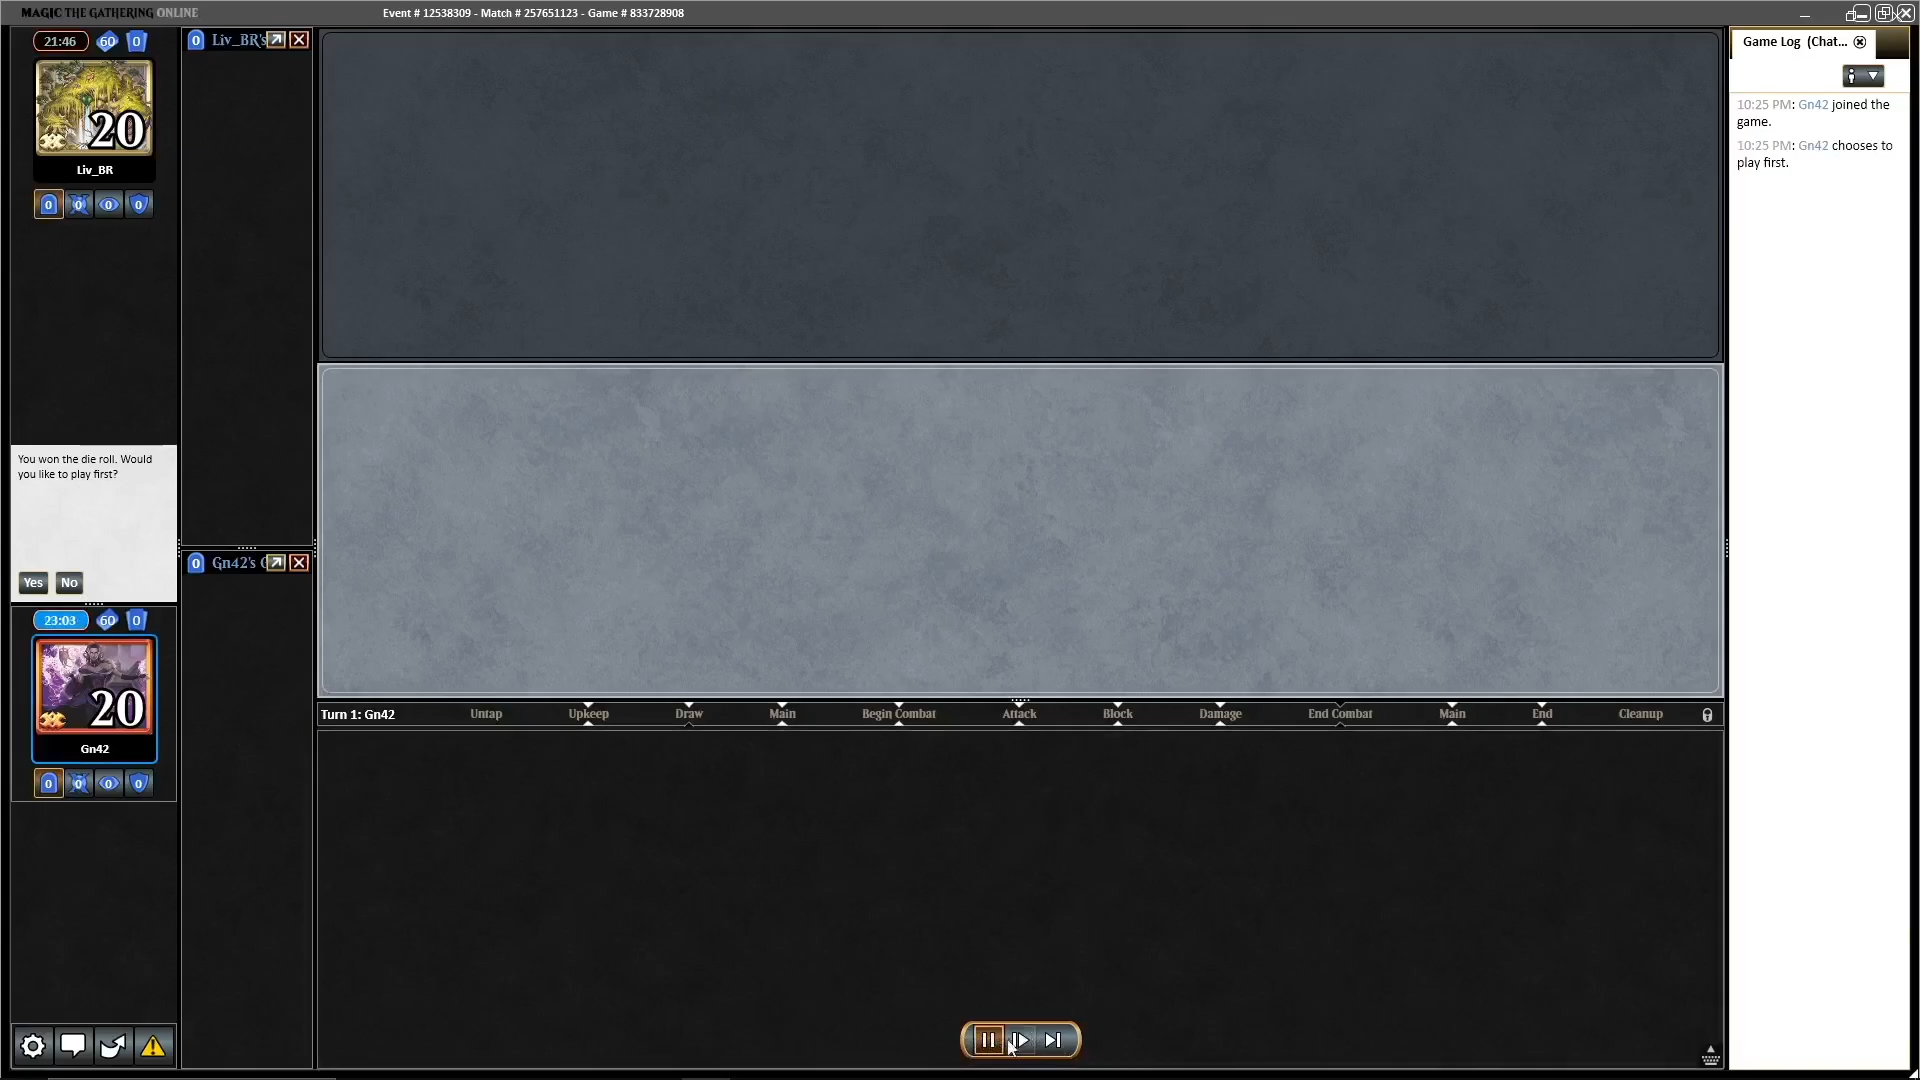 MAGIC THE GATHERING ONLINE
Event # 12538309 - Match # 257651123 - Game # 833728908
21:46 60 0
20
Liv_BR
0 0 0 0
0 Liv_BR's
You won the die roll. Would
you like to play first?
Yes No
23:03 60 0
20
Gn42
0 0 0 0
0 Gn42's
Turn 1: Gn42 Untap Upkeep Draw Main Begin Combat Attack Block Damage End Combat Main End Cleanup
Game Log (Chat...
10:25 PM: Gn42 joined the
game.
10:25 PM: Gn42 chooses to
play first.